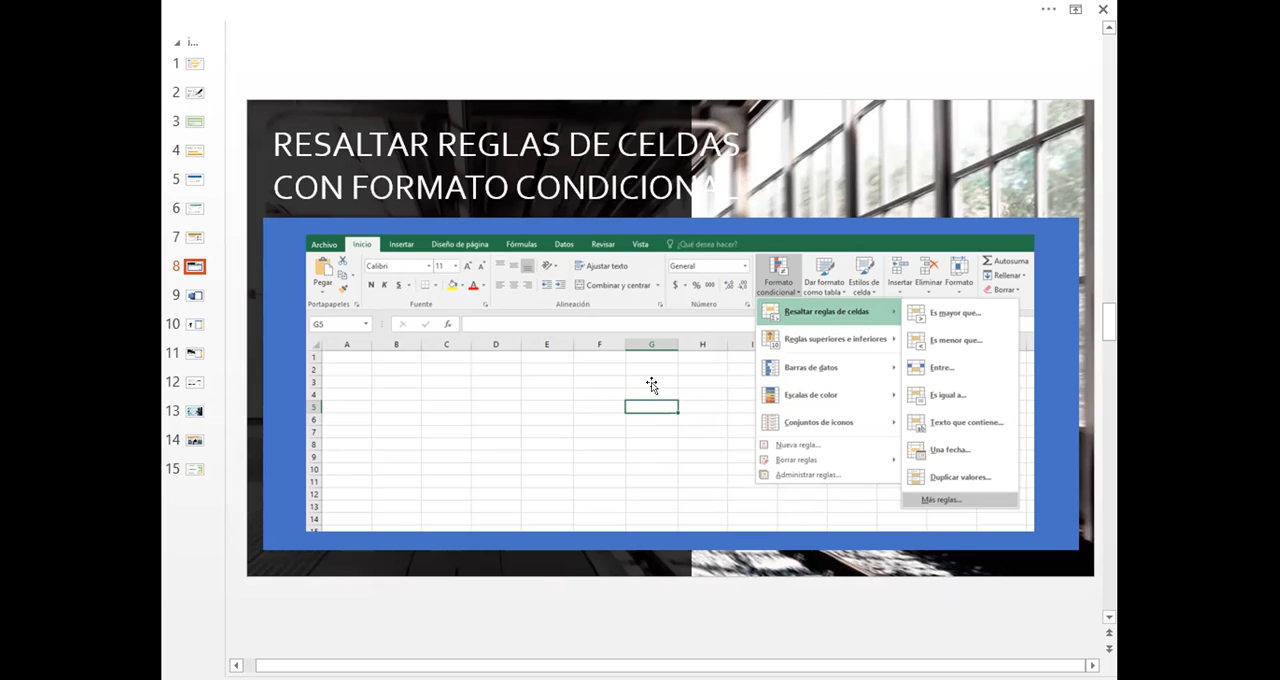 i...
1
2
3
4
5
6
7
8
9
10
11
12
13
14
15
RESALTAR REGLAS DE CELDAS
CON FORMATO CONDICIONAL
Archivo Inicio Insertar Diseño de página Fórmulas Datos Revisar Vista ¿Qué desea hacer?
Pegar
Portapapeles
Calibri 11
N K S
Fuente
Ajustar texto
Combinar y centrar
Alineación
General
$ % 000
Número
Formato condicional
Dar formato como tabla
Estilos de celda
Insertar Eliminar Formato
Autosuma
Rellenar
Borrar
G5 fx
A B C D E F G H I
1
2
3
4
5
6
7
8
9
10
11
12
13
14
Resaltar reglas de celdas
Reglas superiores e inferiores
Barras de datos
Escalas de color
Conjuntos de iconos
Nueva regla...
Borrar reglas
Administrar reglas...
Es mayor que...
Es menor que...
Entre...
Es igual a...
Texto que contiene...
Una fecha...
Duplicar valores...
Más reglas...